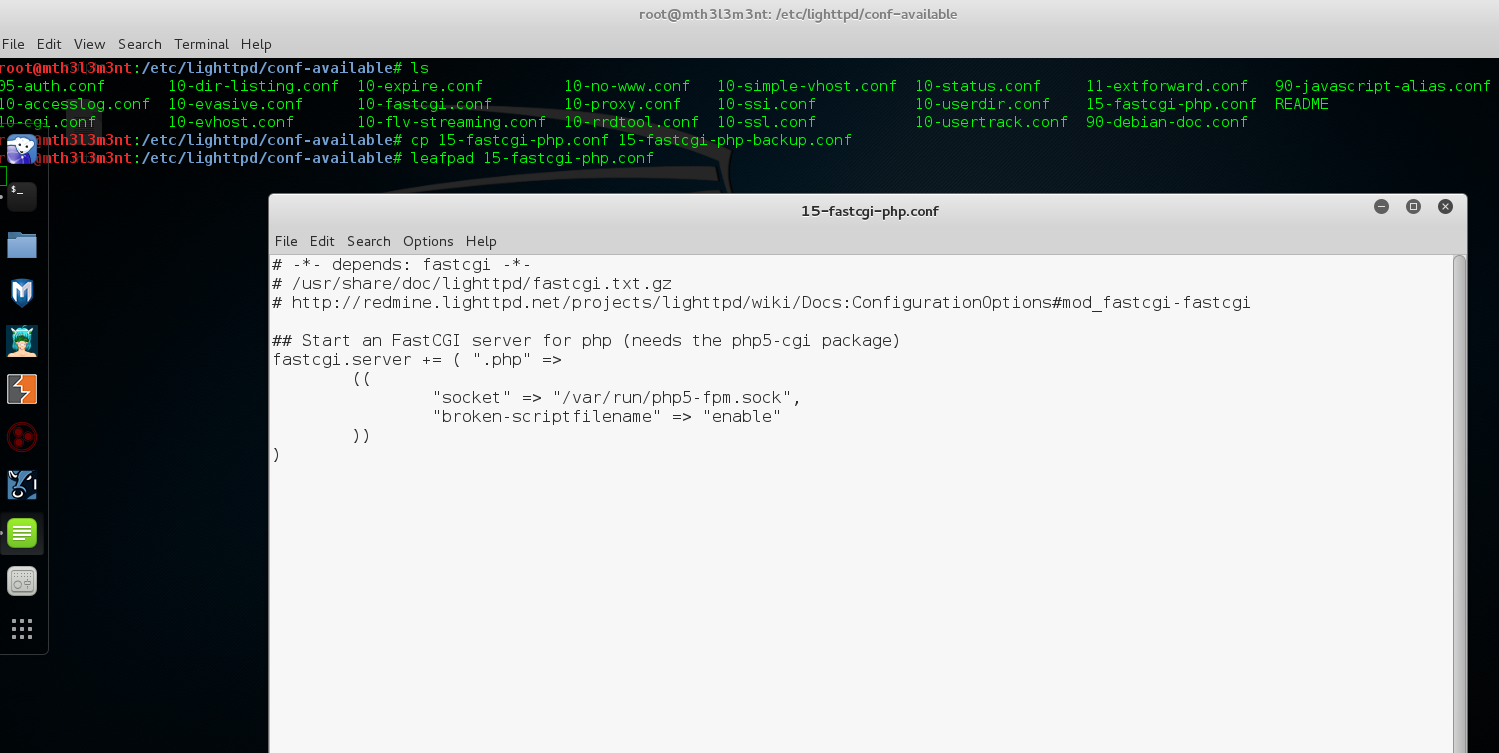 root@mth3l3m3nt: /etc/lighttpd/conf-available
File Edit View Search Terminal Help
root@mth3l3m3nt:/etc/lighttpd/conf-available# ls
05-auth.conf 10-dir-listing.conf 10-expire.conf 10-no-www.conf 10-simple-vhost.conf 10-status.conf 11-extforward.conf 90-javascript-alias.conf
10-accesslog.conf 10-evasive.conf 10-fastcgi.conf 10-proxy.conf 10-ssi.conf 10-userdir.conf 15-fastcgi-php.conf README
10-cgi.conf 10-evhost.conf 10-flv-streaming.conf 10-rrdtool.conf 10-ssl.conf 10-usertrack.conf 90-debian-doc.conf
@mth3l3m3nt:/etc/lighttpd/conf-available# cp 15-fastcgi-php.conf 15-fastcgi-php-backup.conf
@mth3l3m3nt:/etc/lighttpd/conf-available# leafpad 15-fastcgi-php.conf
$_
15-fastcgi-php.conf
File Edit Search Options Help
# -*- depends: fastcgi -*-
# /usr/share/doc/lighttpd/fastcgi.txt.gz
# http://redmine.lighttpd.net/projects/lighttpd/wiki/Docs:ConfigurationOptions#mod_fastcgi-fastcgi
## Start an FastCGI server for php (needs the php5-cgi package)
fastcgi.server += ( ".php" =>
((
"socket" => "/var/run/php5-fpm.sock",
"broken-scriptfilename" => "enable"
))
)